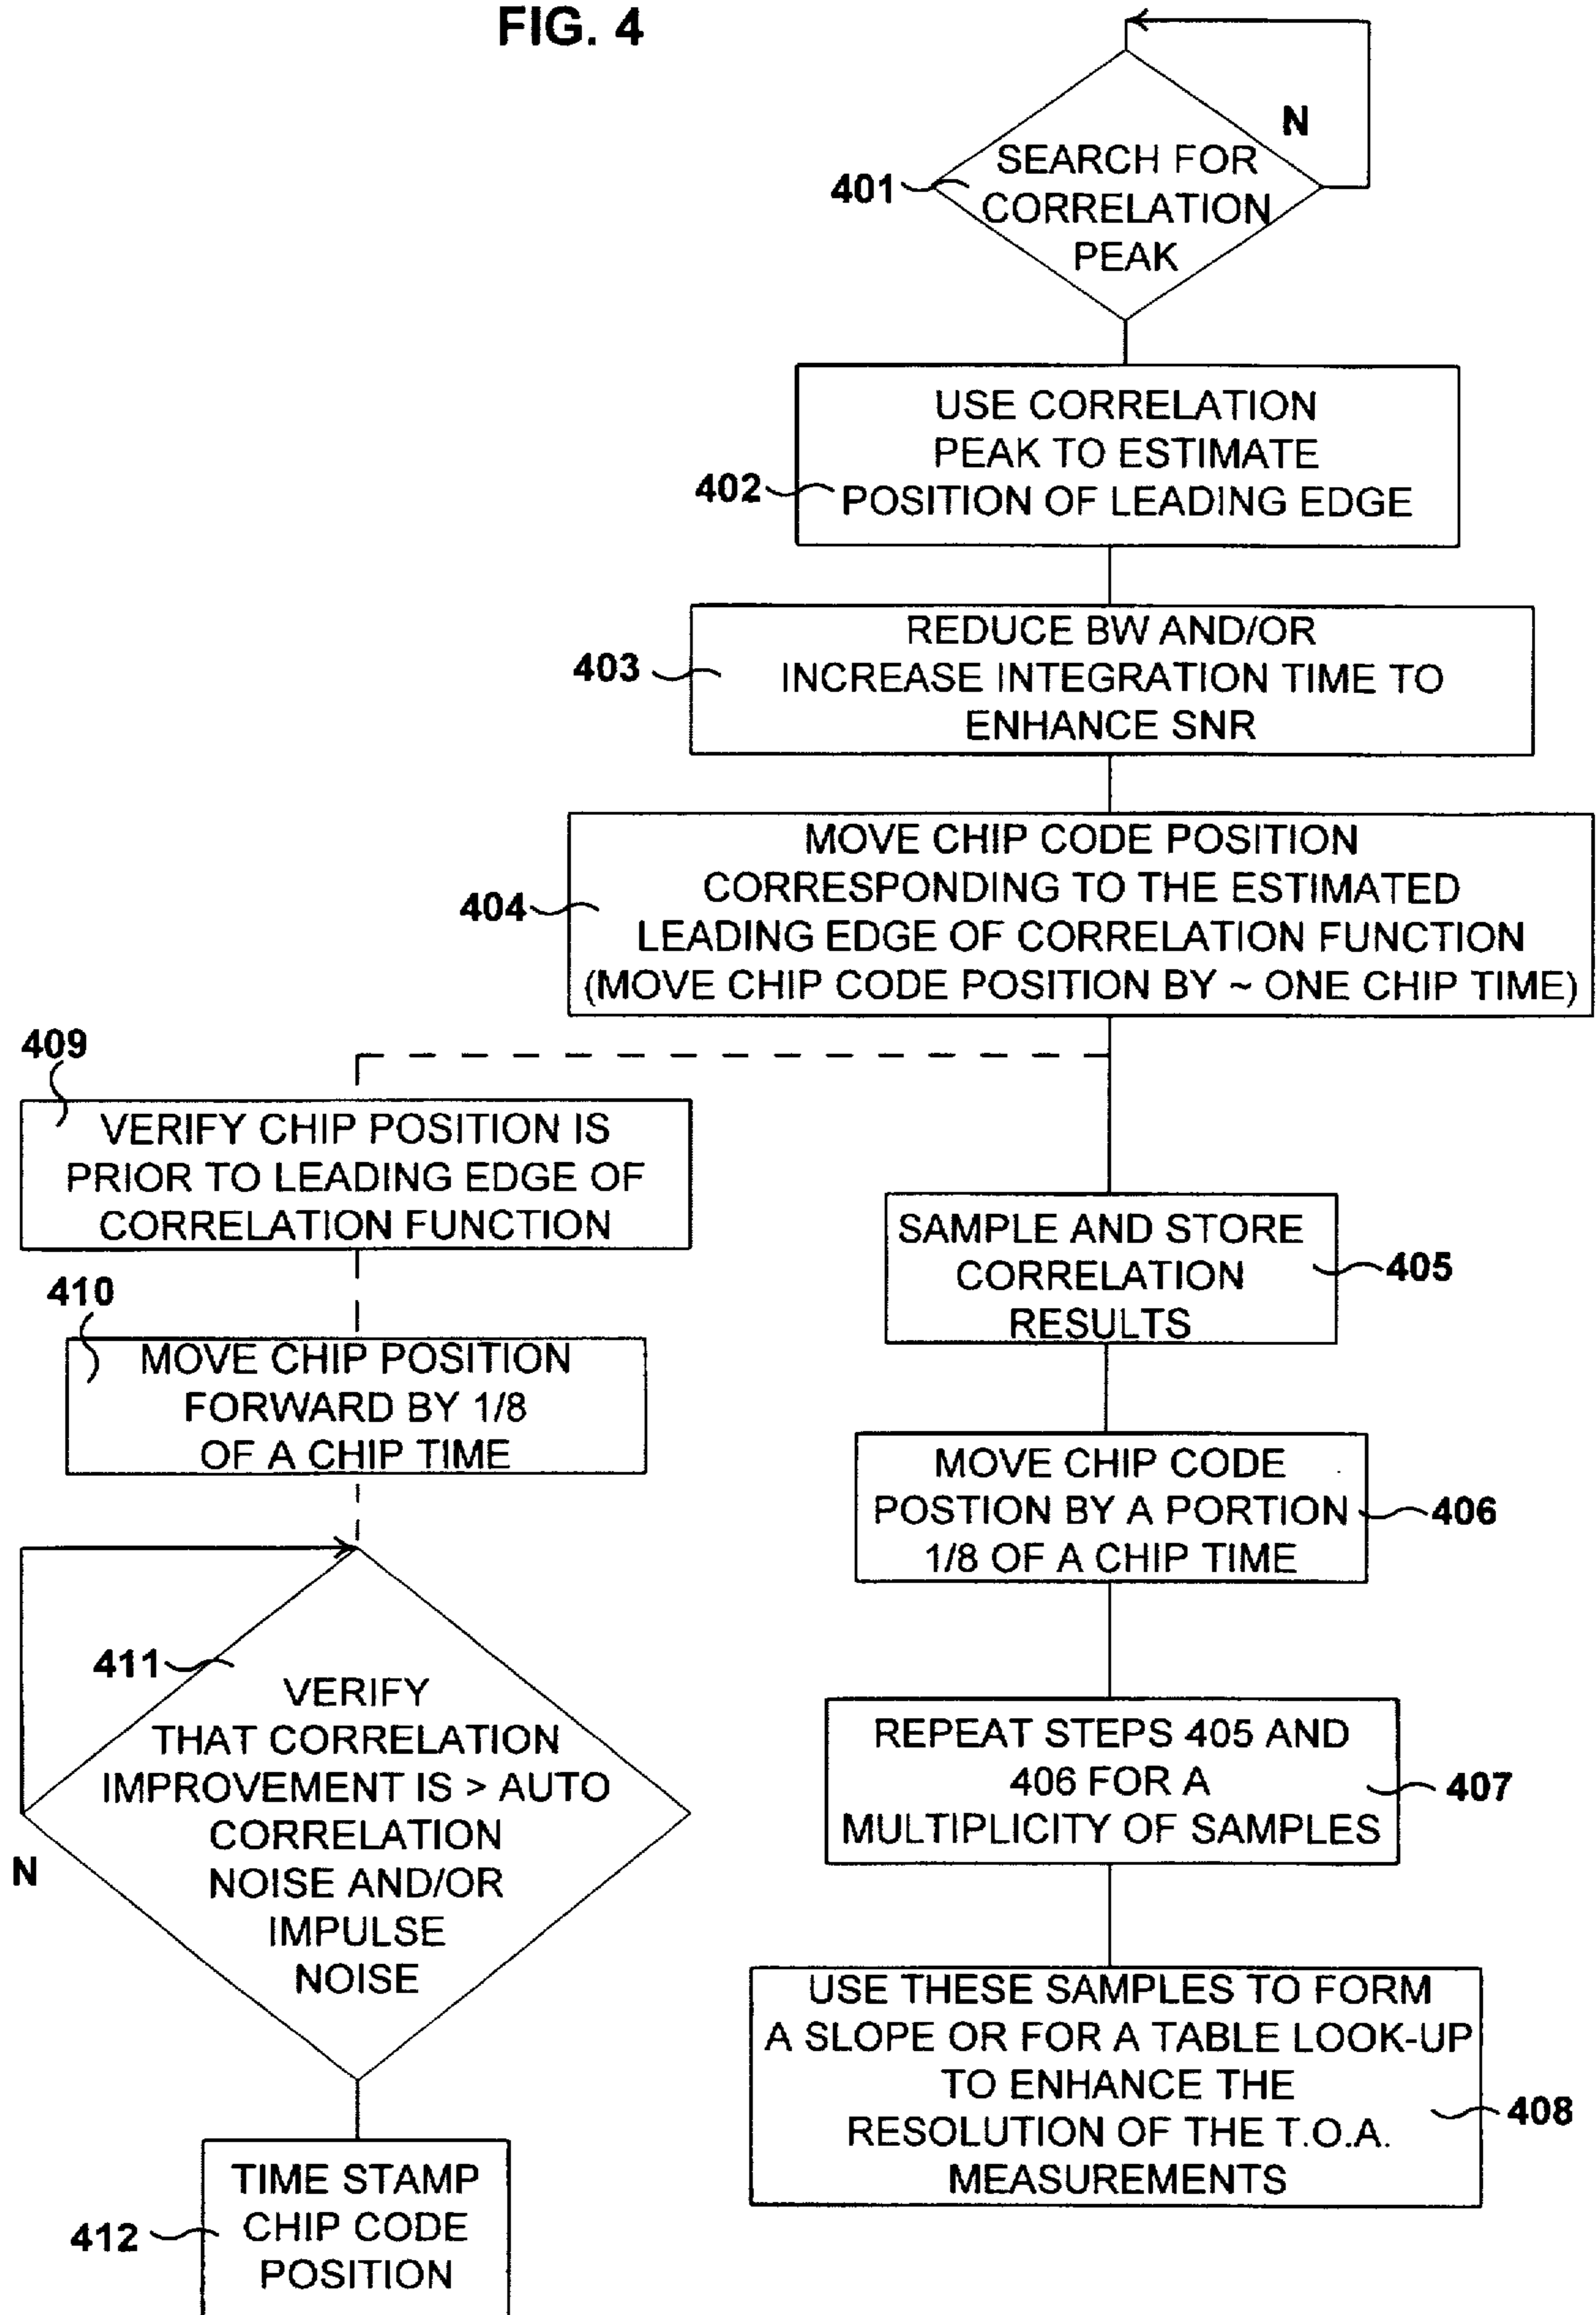 FIG. 4
N
401
SEARCH FOR
CORRELATION
PEAK
402
USE CORRELATION
PEAK TO ESTIMATE
POSITION OF LEADING EDGE
403
REDUCE BW AND/OR
INCREASE INTEGRATION TIME TO
ENHANCE SNR
404
MOVE CHIP CODE POSITION
CORRESPONDING TO THE ESTIMATED
LEADING EDGE OF CORRELATION FUNCTION
(MOVE CHIP CODE POSITION BY ~ ONE CHIP TIME)
409
VERIFY CHIP POSITION IS
PRIOR TO LEADING EDGE OF
CORRELATION FUNCTION
410
MOVE CHIP POSITION
FORWARD BY 1/8
OF A CHIP TIME
411
VERIFY
THAT CORRELATION
IMPROVEMENT IS > AUTO
CORRELATION
NOISE AND/OR
IMPULSE
NOISE
N
412
TIME STAMP
CHIP CODE
POSITION
SAMPLE AND STORE
CORRELATION
RESULTS
405
MOVE CHIP CODE
POSTION BY A PORTION
1/8 OF A CHIP TIME
406
REPEAT STEPS 405 AND
406 FOR A
MULTIPLICITY OF SAMPLES
407
USE THESE SAMPLES TO FORM
A SLOPE OR FOR A TABLE LOOK-UP
TO ENHANCE THE
RESOLUTION OF THE T.O.A.
MEASUREMENTS
408